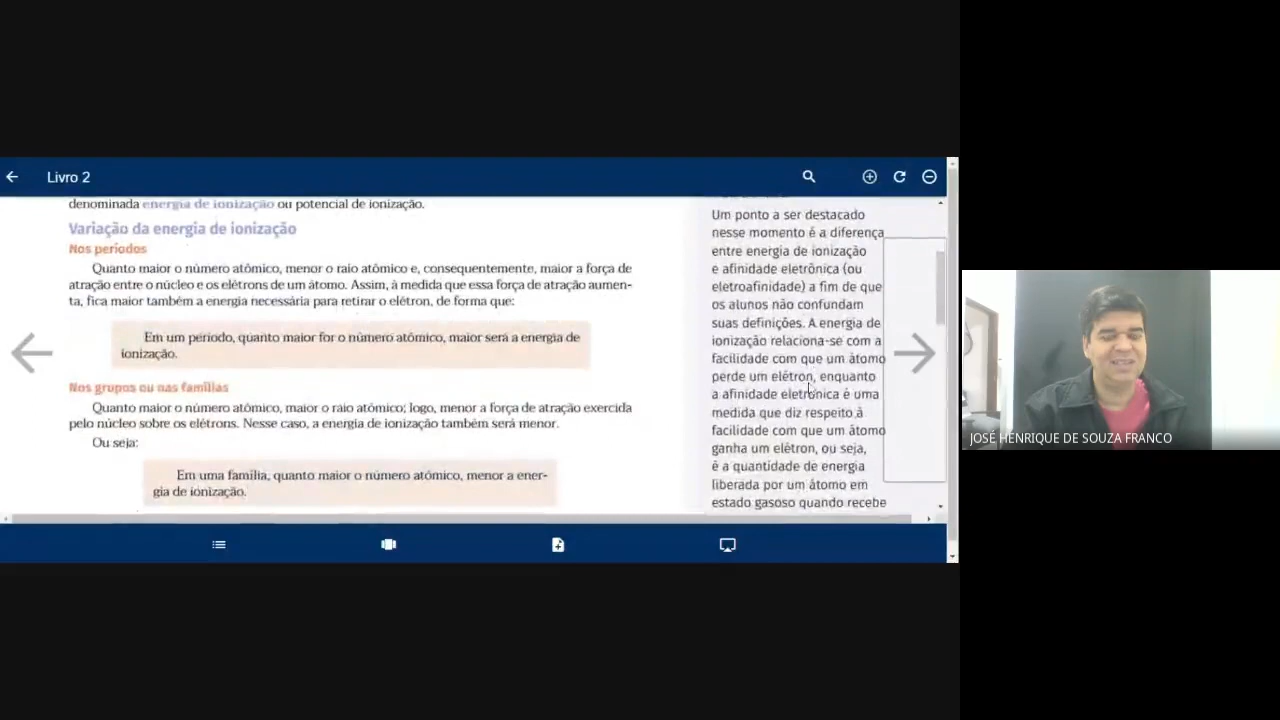 Livro 2
denominada energia de ionização ou potencial de ionização.
Variação da energia de ionização
Nos períodos
Quanto maior o número atômico, menor o raio atômico e, consequentemente, maior a força de
atração entre o núcleo e os elétrons de um átomo. Assim, à medida que essa força de atração aumen-
ta, fica maior também a energia necessária para retirar o elétron, de forma que:
Em um período, quanto maior for o número atômico, maior será a energia de
ionização.
Nos grupos ou nas famílias
Quanto maior o número atômico, maior o raio atômico; logo, menor a força de atração exercida
pelo núcleo sobre os elétrons. Nesse caso, a energia de ionização também será menor.
Ou seja:
Em uma família, quanto maior o número atômico, menor a ener-
gia de ionização.
Um ponto a ser destacado
nesse momento é a diferença
entre energia de ionização
e afinidade eletrônica (ou
eletroafinidade) a fim de que
os alunos não confundam
suas definições. A energia de
ionização relaciona-se com a
facilidade com que um átomo
perde um elétron, enquanto
a afinidade eletrônica é uma
medida que diz respeito à
facilidade com que um átomo
ganha um elétron, ou seja,
é a quantidade de energia
liberada por um átomo em
estado gasoso quando recebe
JOSÉ HENRIQUE DE SOUZA FRANCO